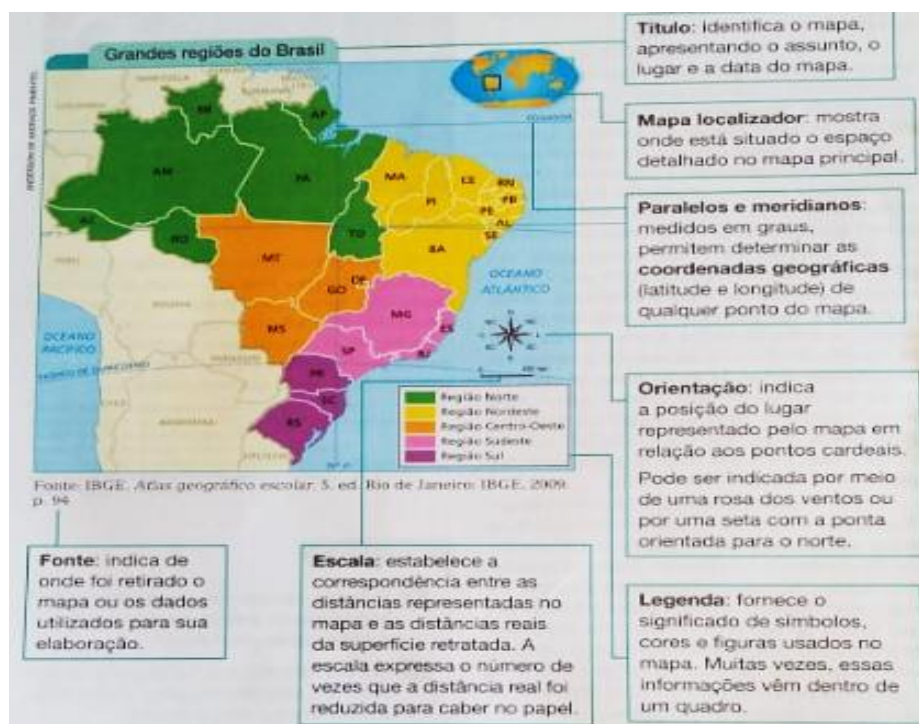 Grandes regiões do Brasil
Título: identifica o mapa,
apresentando o assunto, o
lugar e a data do mapa.
Mapa localizador: mostra
onde está situado o espaço
detalhado no mapa principal.
Paralelos e meridianos:
medidos em graus,
permitem determinar as
coordenadas geográficas
(latitude e longitude) de
qualquer ponto do mapa.
Orientação: indica
a posição do lugar
representado pelo mapa em
relação aos pontos cardeais.
Pode ser indicada por meio
de uma rosa dos ventos ou
por uma seta com a ponta
orientada para o norte.
Legenda: fornece o
significado de símbolos,
cores e figuras usados no
mapa. Muitas vezes, essas
informações vêm dentro de
um quadro.
AP
AM
PA
MA
CE
RN
PB
PI
PE
AL
SE
AC
RO
TO
BA
MT
DF
GO
MG
ES
MS
SP
RJ
PR
SC
RS
OCEANO
ATLÂNTICO
OCEANO
PACÍFICO
Região Norte
Região Nordeste
Região Centro-Oeste
Região Sudeste
Região Sul
Fonte: IBGE. Atlas geográfico escolar. 5. ed. Rio de Janeiro: IBGE, 2009.
p. 94
Fonte: indica de
onde foi retirado o
mapa ou os dados
utilizados para sua
elaboração.
Escala: estabelece a
correspondência entre as
distâncias representadas no
mapa e as distâncias reais
da superfície retratada. A
escala expressa o número de
vezes que a distância real foi
reduzida para caber no papel.